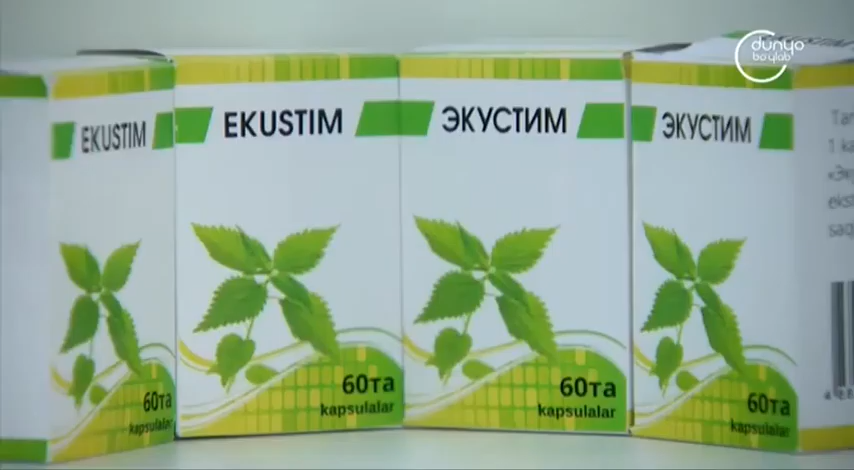 dunyo
bo'ylab
EKUSTIM
60та
kapsulalar
EKUSTIM
60та
kapsulalar
ЭКУСТИМ
60та
kapsulalar
ЭКУСТИМ
60та
kapsulalar